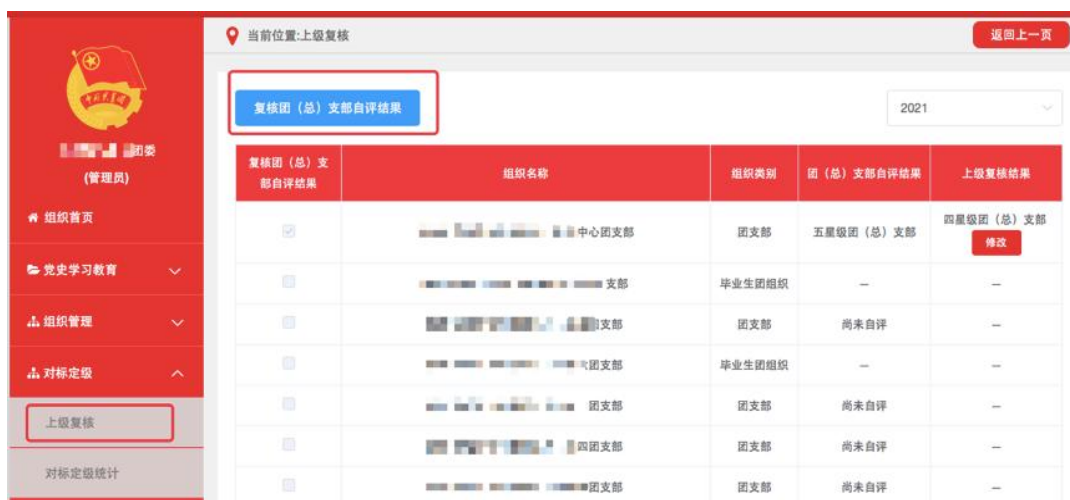 当前位置:上级复核
返回上一页
团委
(管理员)
组织首页
党史学习教育
组织管理
对标定级
上级复核
对标定级统计
复核团（总）支部自评结果
2021
复核团（总）支
部自评结果
组织名称
组织类别
团（总）支部自评结果
上级复核结果
中心团支部
团支部
五星级团（总）支部
四星级团（总）支部
修改
支部
毕业生团组织
—
—
支部
团支部
尚未自评
—
团支部
毕业生团组织
—
—
团支部
团支部
尚未自评
—
四团支部
团支部
尚未自评
—
团支部
团支部
尚未自评
—